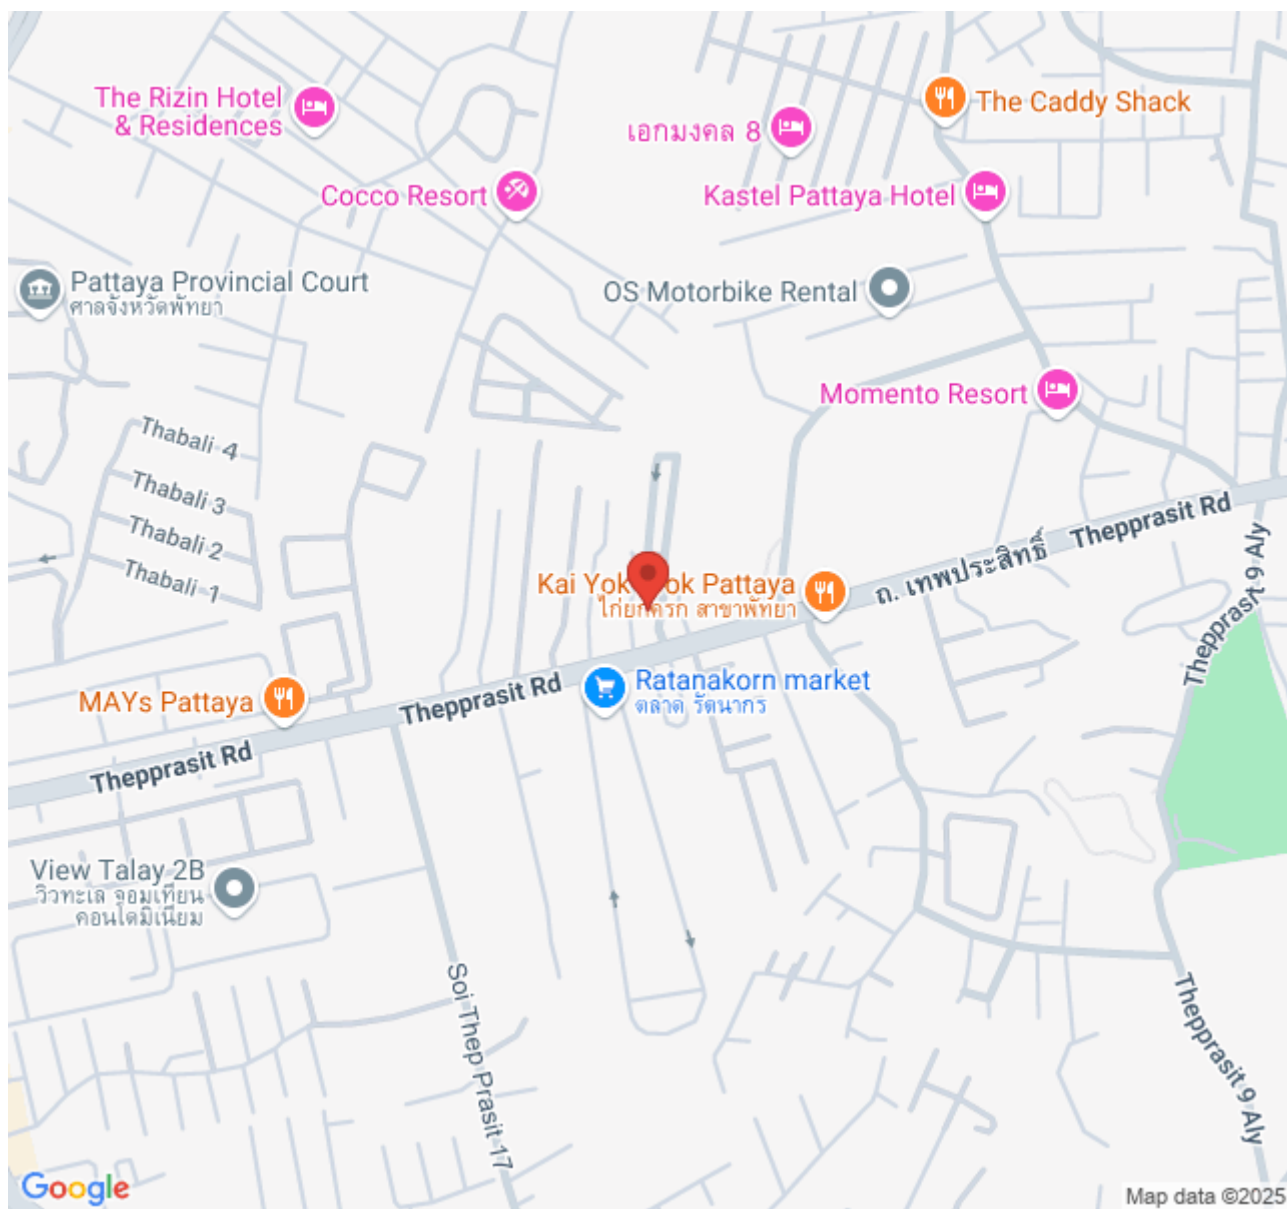 The Rizin Hotel
& Residences
เอกมงคล 8
The Caddy Shack
Cocco Resort
Kastel Pattaya Hotel
Pattaya Provincial Court
ศาลจังหวัดพัทยา
OS Motorbike Rental
Momento Resort
Thabali 4
Thabali 3
Thabali 2
Thabali 1
Thepprasit Rd
ถ. เทพประสิทธิ์
Kai Yok ok Pattaya
ไก่ยกครก สาขาพัทยา
Thepprasit 9 Aly
Ratanakorn market
ตลาด รัตนากร
MAYs Pattaya
Thepprasit Rd
Thepprasit Rd
View Talay 2B
วิวทะเล จอมเทียน
คอนโดมิเนียม
Soi Thep Prasit 17
Thepprasit 9 Aly
Google
Map data ©2025